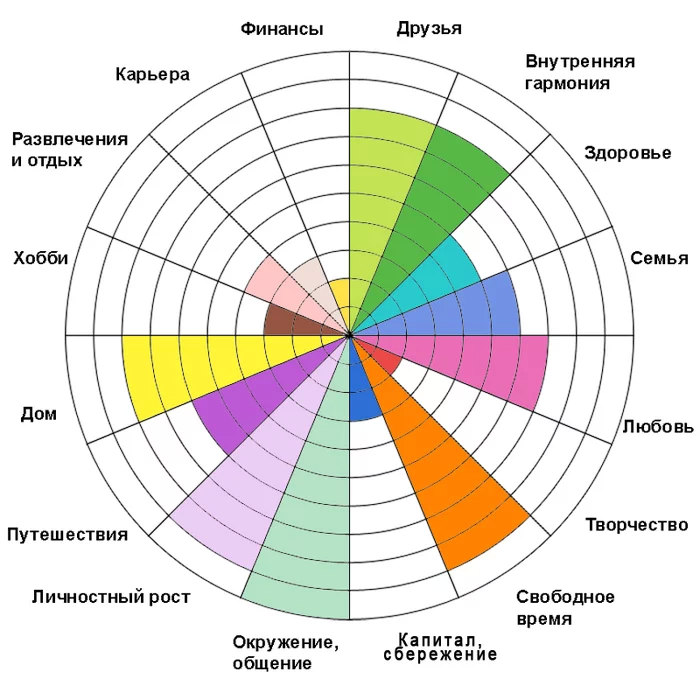 Финансы
Друзья
Карьера
Внутренняя
гармония
Развлечения
и отдых
Здоровье
Хобби
Семья
Дом
Любовь
Путешествия
Творчество
Личностный рост
Свободное
время
Окружение,
общение
Капитал,
сбережение